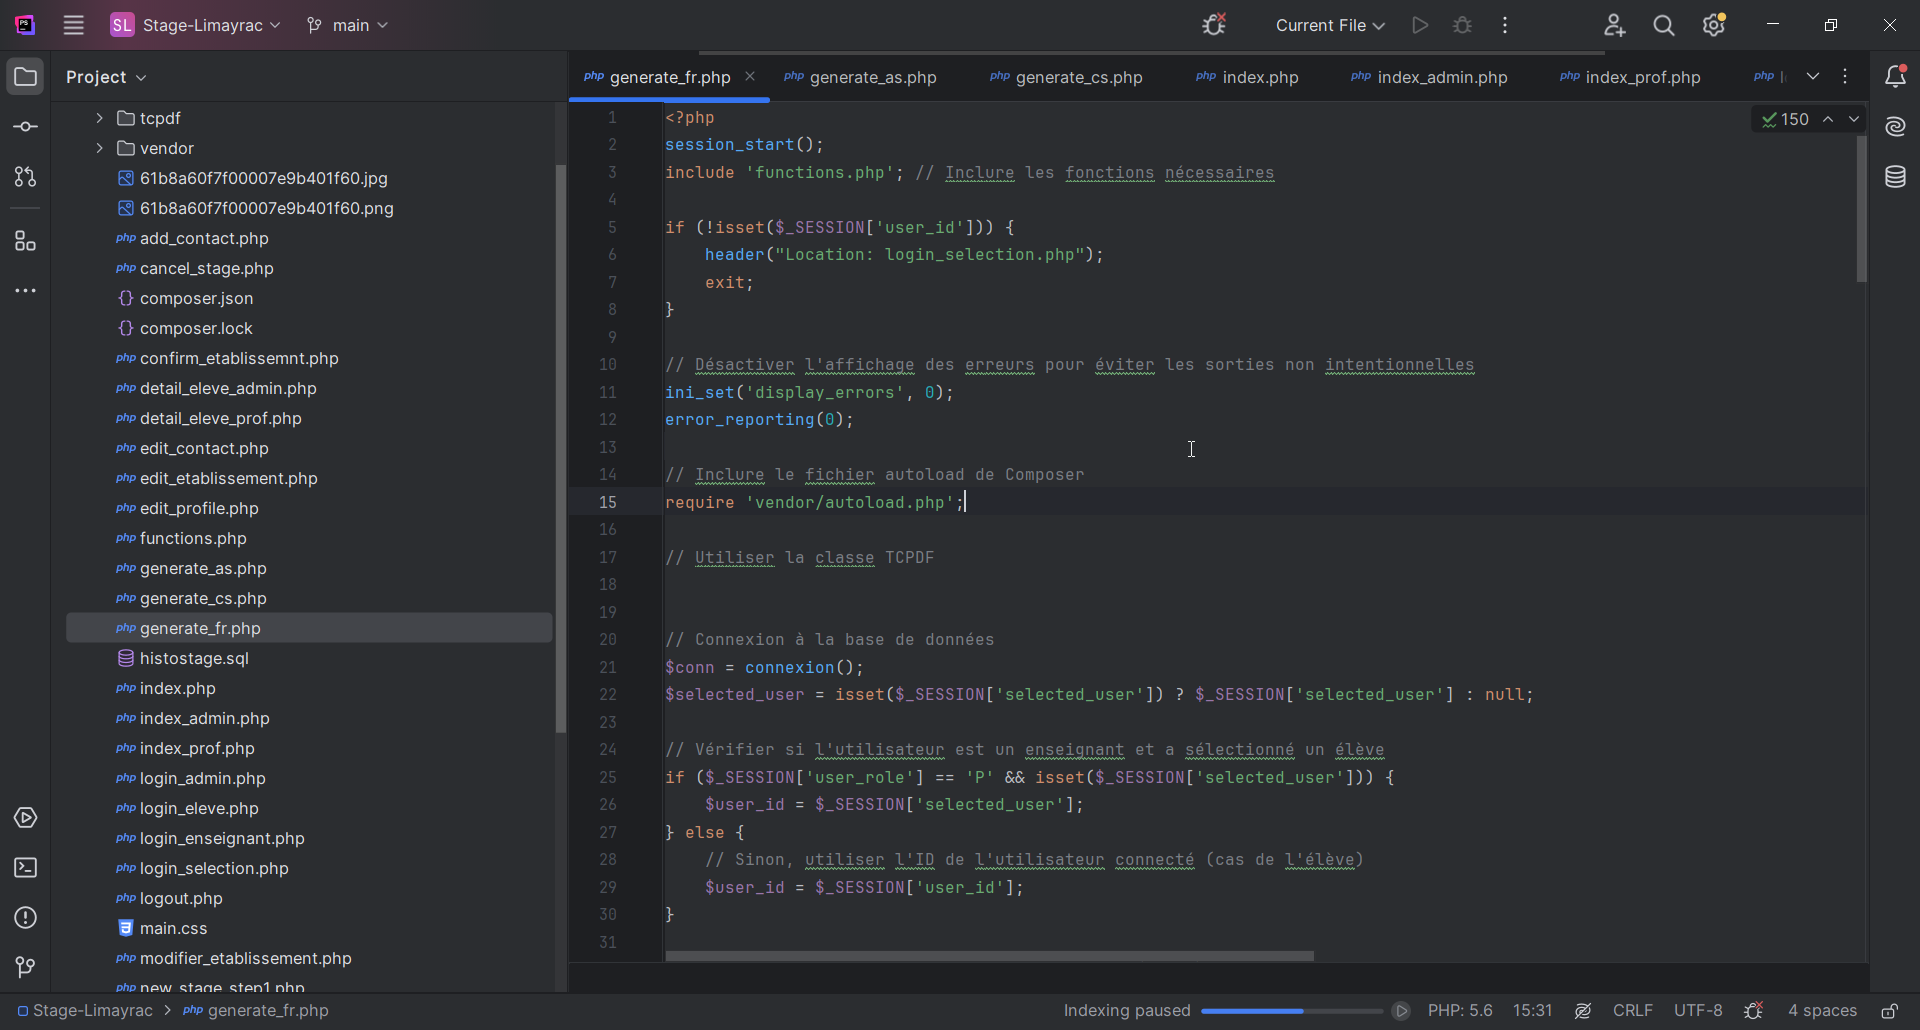 SL Stage-Limayrac main Current File
Project
generate_fr.php generate_as.php generate_cs.php index.php index_admin.php index_prof.php
tcpdf
vendor
61b8a60f7f00007e9b401f60.jpg
61b8a60f7f00007e9b401f60.png
add_contact.php
cancel_stage.php
composer.json
composer.lock
confirm_etablissemnt.php
detail_eleve_admin.php
detail_eleve_prof.php
edit_contact.php
edit_etablissement.php
edit_profile.php
functions.php
generate_as.php
generate_cs.php
generate_fr.php
histostage.sql
index.php
index_admin.php
index_prof.php
login_admin.php
login_eleve.php
login_enseignant.php
login_selection.php
logout.php
main.css
modifier_etablissement.php
new_stage_step1.php
150
1 <?php
2 session_start();
3 include 'functions.php'; // Inclure les fonctions nécessaires
4
5 if (!isset($_SESSION['user_id'])) {
6 header("Location: login_selection.php");
7 exit;
8 }
9
10 // Désactiver l'affichage des erreurs pour éviter les sorties non intentionnelles
11 ini_set('display_errors', 0);
12 error_reporting(0);
13
14 // Inclure le fichier autoload de Composer
15 require 'vendor/autoload.php';
16
17 // Utiliser la classe TCPDF
18
19
20 // Connexion à la base de données
21 $conn = connexion();
22 $selected_user = isset($_SESSION['selected_user']) ? $_SESSION['selected_user'] : null;
23
24 // Vérifier si l'utilisateur est un enseignant et a sélectionné un élève
25 if ($_SESSION['user_role'] == 'P' && isset($_SESSION['selected_user'])) {
26 $user_id = $_SESSION['selected_user'];
27 } else {
28 // Sinon, utiliser l'ID de l'utilisateur connecté (cas de l'élève)
29 $user_id = $_SESSION['user_id'];
30 }
31
Stage-Limayrac > generate_fr.php Indexing paused PHP: 5.6 15:31 CRLF UTF-8 4 spaces